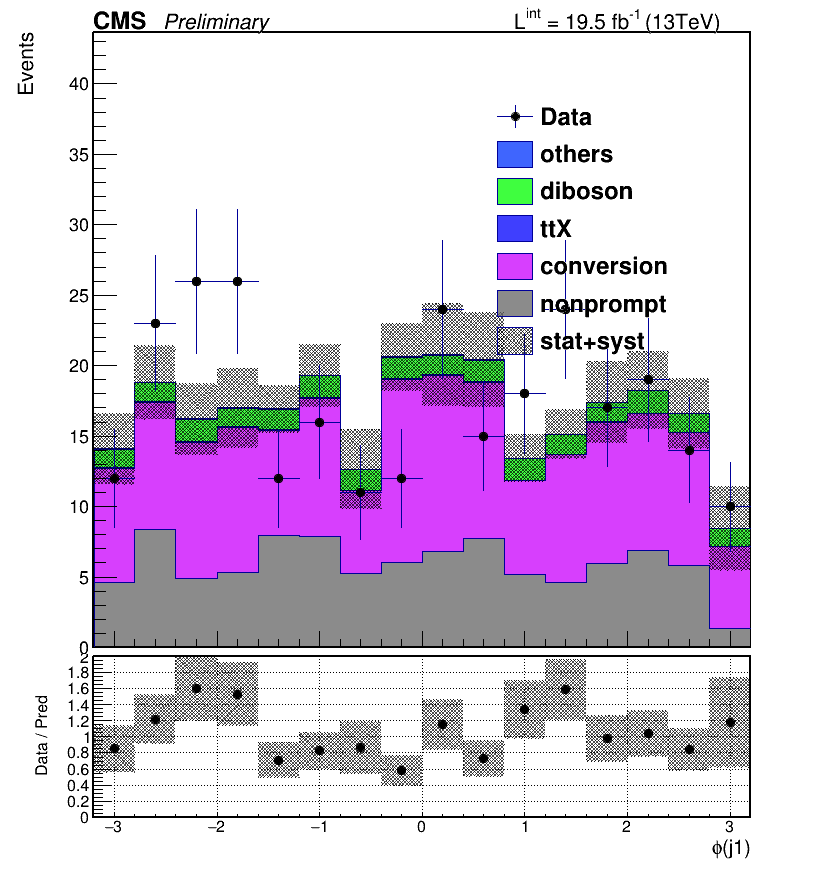 CMS Preliminary L^int = 19.5 fb^-1 (13TeV)
Events
40
35
30
25
20
15
10
5
0
Data
others
diboson
ttX
conversion
nonprompt
stat+syst
Data / Pred
2
1.8
1.6
1.4
1.2
1
0.8
0.6
0.4
0.2
0
−3 −2 −1 0 1 2 3
ϕ(j1)